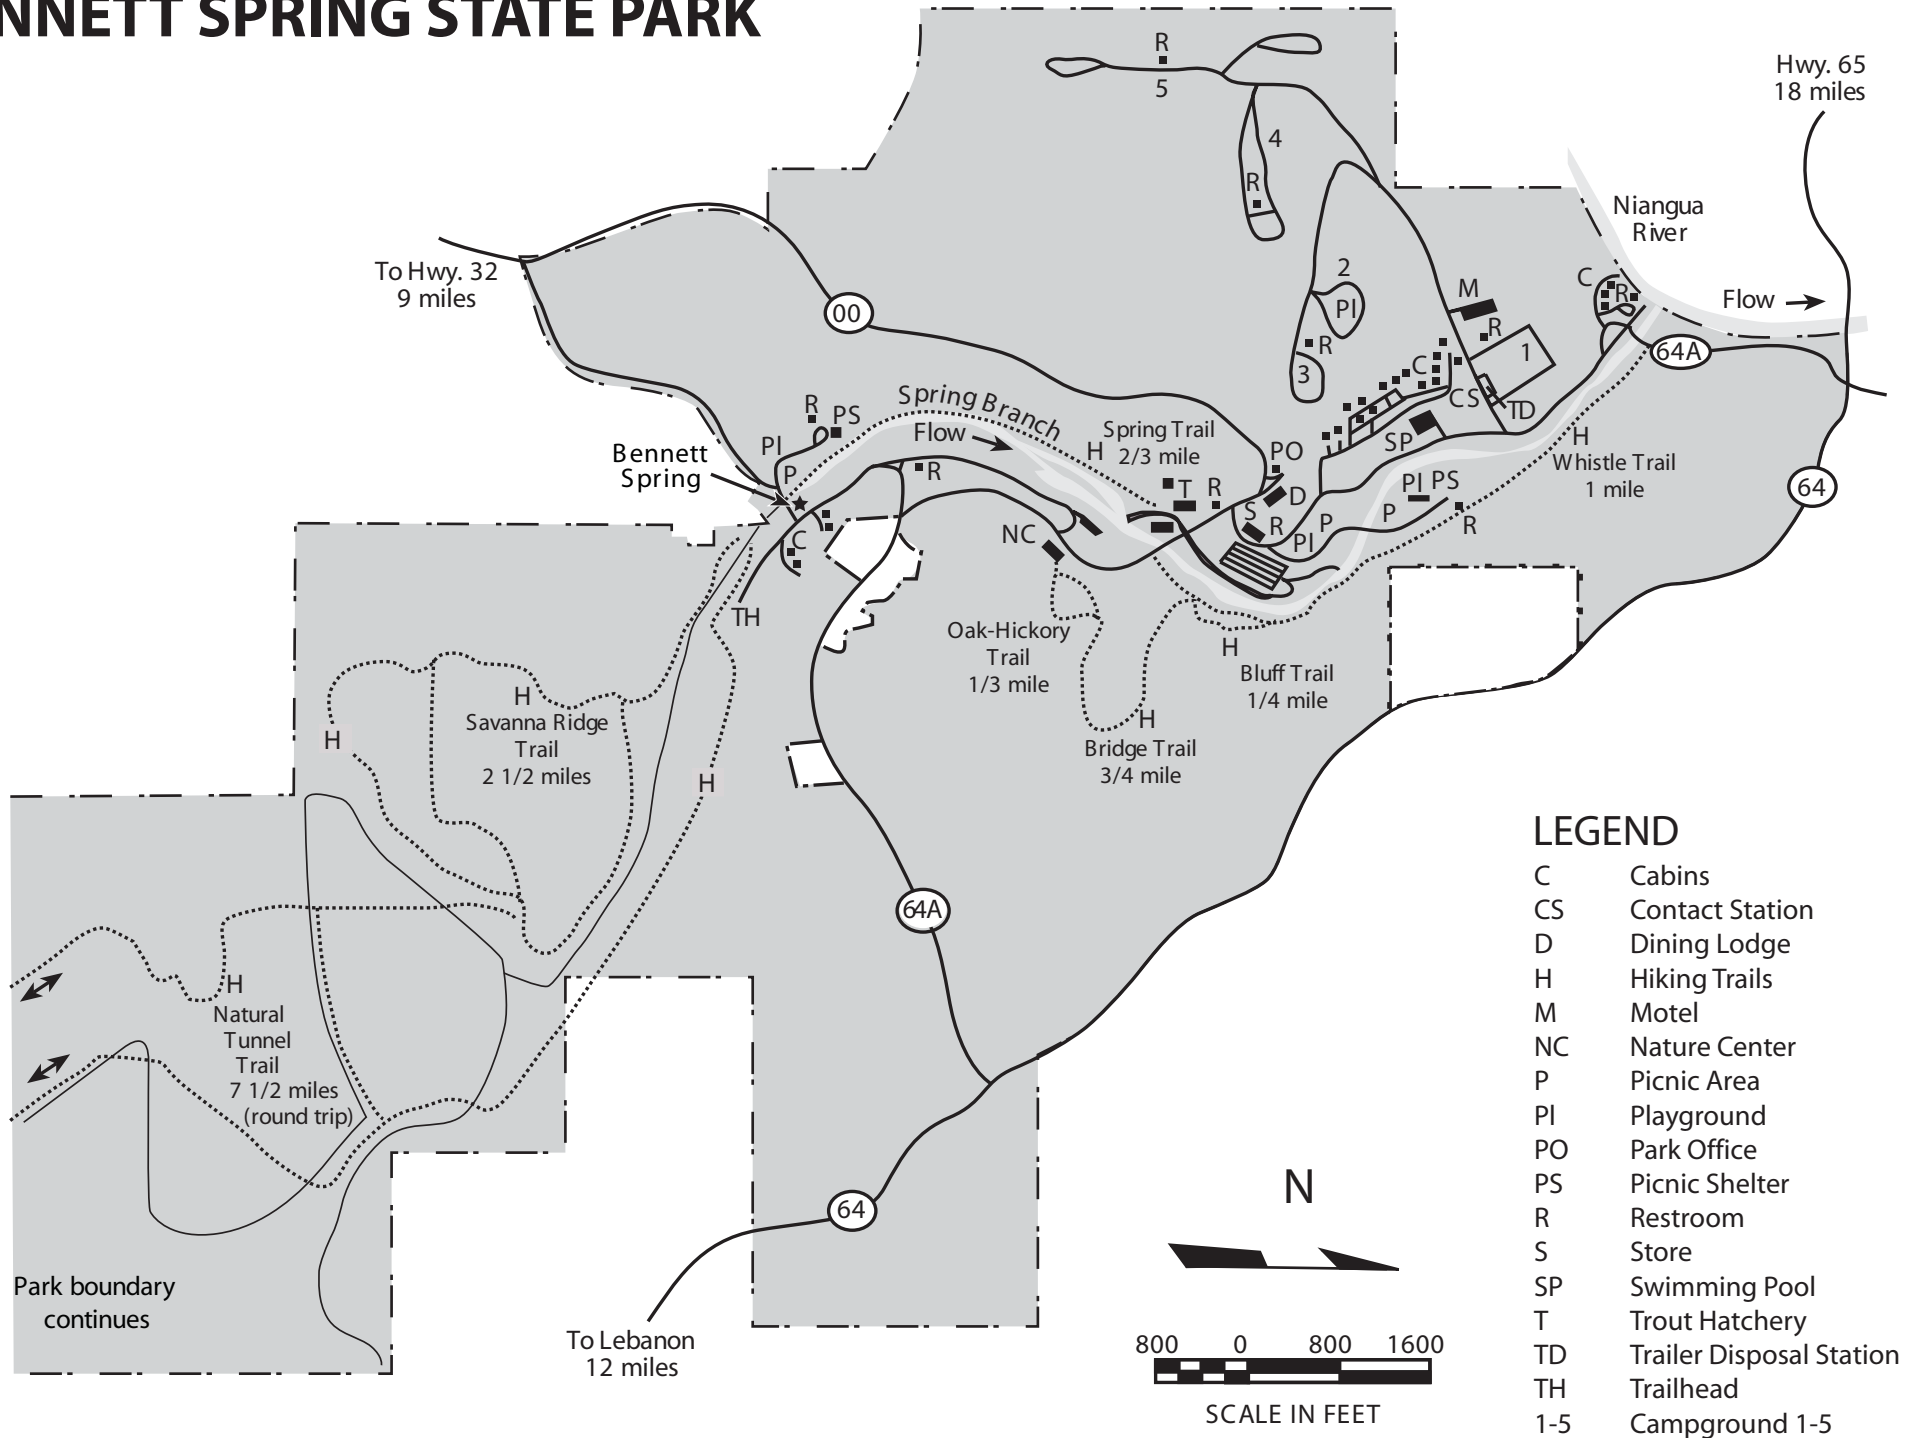 NNETT SPRING STATE PARK
R
5
Hwy. 65
18 miles
4
R
Niangua
River
To Hwy. 32
9 miles
2
Pl
M
C
R
Flow
00
R
R
1
64A
3
C
CS
TD
R
PS
Spring Branch
Flow
Pl
P
Bennett
Spring
H
Spring Trail
2/3 mile
PO
SP
H
Whistle Trail
1 mile
R
T
R
D
S
R
Pl
P
P
Pl
PS
R
64
NC
C
TH
Oak-Hickory
Trail
1/3 mile
H
Bluff Trail
1/4 mile
H
Savanna Ridge
Trail
2 1/2 miles
H
H
H
Bridge Trail
3/4 mile
64A
H
Natural
Tunnel
Trail
7 1/2 miles
(round trip)
64
Park boundary
continues
To Lebanon
12 miles
N
800 0 800 1600
SCALE IN FEET
LEGEND
C Cabins
CS Contact Station
D Dining Lodge
H Hiking Trails
M Motel
NC Nature Center
P Picnic Area
Pl Playground
PO Park Office
PS Picnic Shelter
R Restroom
S Store
SP Swimming Pool
T Trout Hatchery
TD Trailer Disposal Station
TH Trailhead
1-5 Campground 1-5